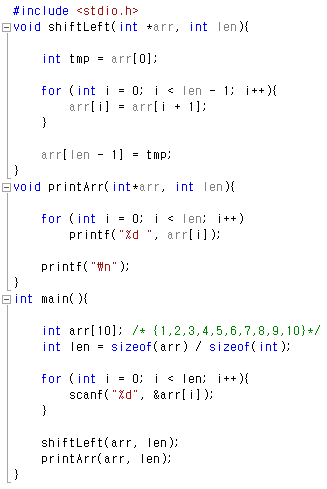 #include <stdio.h>
void shiftLeft(int *arr, int len){
int tmp = arr[0];
for (int i = 0; i < len - 1; i++){
arr[i] = arr[i + 1];
}
arr[len - 1] = tmp;
}
void printArr(int*arr, int len){
for (int i = 0; i < len; i++)
printf("%d ", arr[i]);
printf("₩n");
}
int main(){
int arr[10]; /* {1,2,3,4,5,6,7,8,9,10}*/
int len = sizeof(arr) / sizeof(int);
for (int i = 0; i < len; i++){
scanf("%d", &arr[i]);
}
shiftLeft(arr, len);
printArr(arr, len);
}